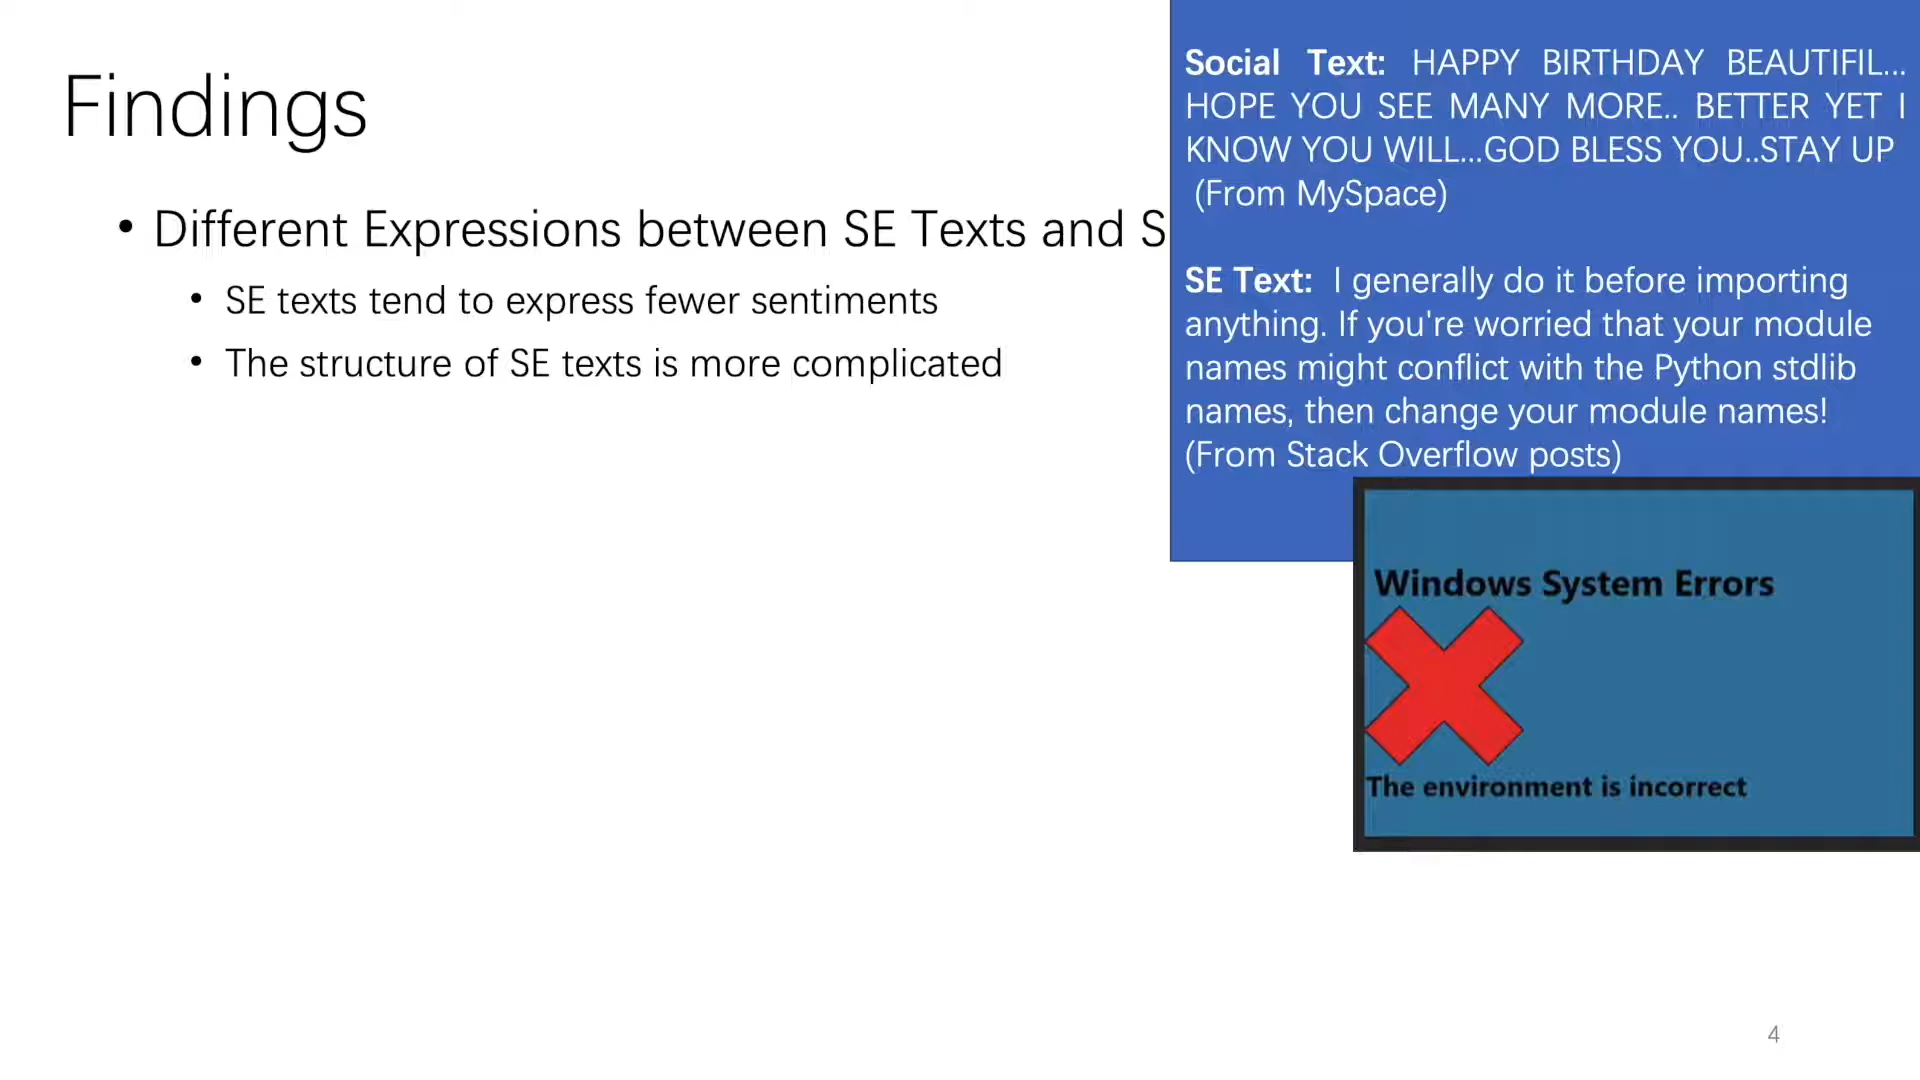 Findings
• Different Expressions between SE Texts and S
• SE texts tend to express fewer sentiments
• The structure of SE texts is more complicated
Social Text: HAPPY BIRTHDAY BEAUTIFIL...
HOPE YOU SEE MANY MORE.. BETTER YET I
KNOW YOU WILL...GOD BLESS YOU..STAY UP
(From MySpace)
SE Text: I generally do it before importing
anything. If you're worried that your module
names might conflict with the Python stdlib
names, then change your module names!
(From Stack Overflow posts)
Windows System Errors
The environment is incorrect
4